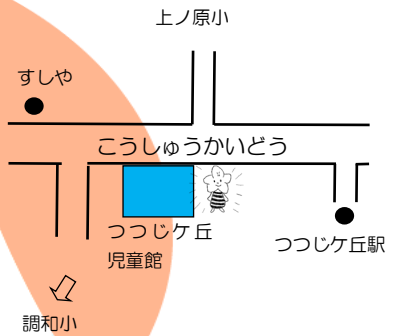 上ノ原小
すしや
こうしゅうかいどう
つつじケ丘
児童館
つつじケ丘駅
調和小